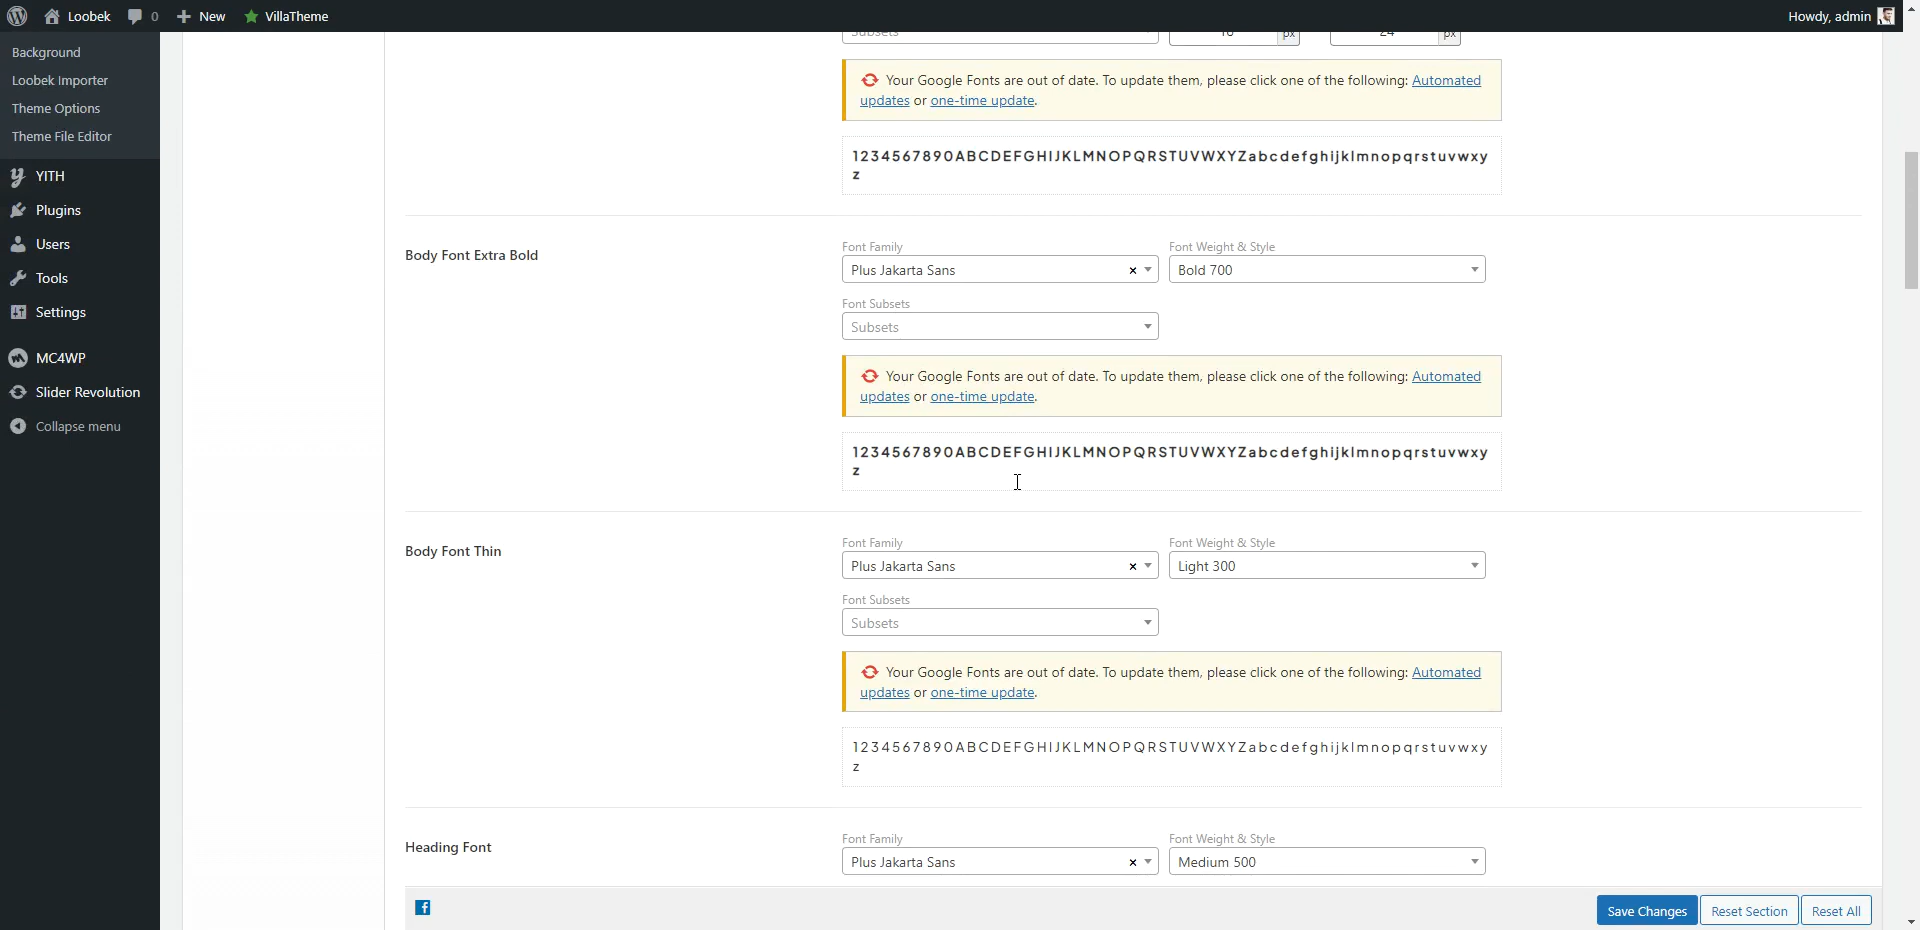 Loobek
0
New
VillaTheme
Howdy, admin
Background
Loobek Importer
Theme Options
Theme File Editor
YITH
Plugins
Users
Tools
Settings
MC4WP
Slider Revolution
Collapse menu
Subsets
px
24
px
Your Google Fonts are out of date. To update them, please click one of the following: Automated
updates or one-time update.
1234567890ABCDEFGHIJKLMNOPQRSTUVWXYZabcdefghijklmnopqrstuvwxy
z
Body Font Extra Bold
Font Family
Font Weight & Style
Plus Jakarta Sans
×
Bold 700
Font Subsets
Subsets
Your Google Fonts are out of date. To update them, please click one of the following: Automated
updates or one-time update.
1234567890ABCDEFGHIJKLMNOPQRSTUVWXYZabcdefghijklmnopqrstuvwxy
z
Body Font Thin
Font Family
Font Weight & Style
Plus Jakarta Sans
×
Light 300
Font Subsets
Subsets
Your Google Fonts are out of date. To update them, please click one of the following: Automated
updates or one-time update.
1234567890ABCDEFGHIJKLMNOPQRSTUVWXYZabcdefghijklmnopqrstuvwxy
z
Heading Font
Font Family
Font Weight & Style
Plus Jakarta Sans
×
Medium 500
Save Changes
Reset Section
Reset All